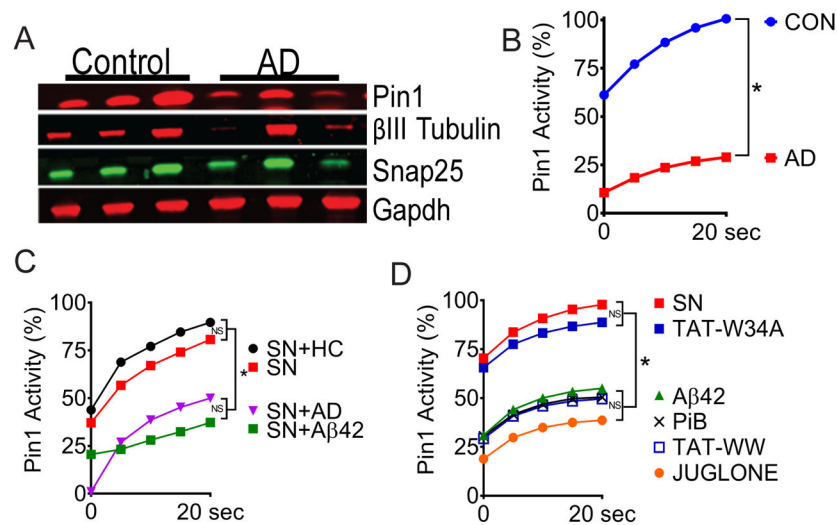 A
Control AD
Pin1
βIII Tubulin
Snap25
Gapdh
B
Pin1 Activity (%)
100
75
50
25
0
0 20 sec
CON
*
AD
C
Pin1 Activity (%)
100
75
50
25
0
0 20 sec
NS
*
NS
SN+HC
SN
SN+AD
SN+Aβ42
D
Pin1 Activity (%)
100
75
50
25
0
0 20 sec
NS
*
NS
SN
TAT-W34A
Aβ42
PiB
TAT-WW
JUGLONE